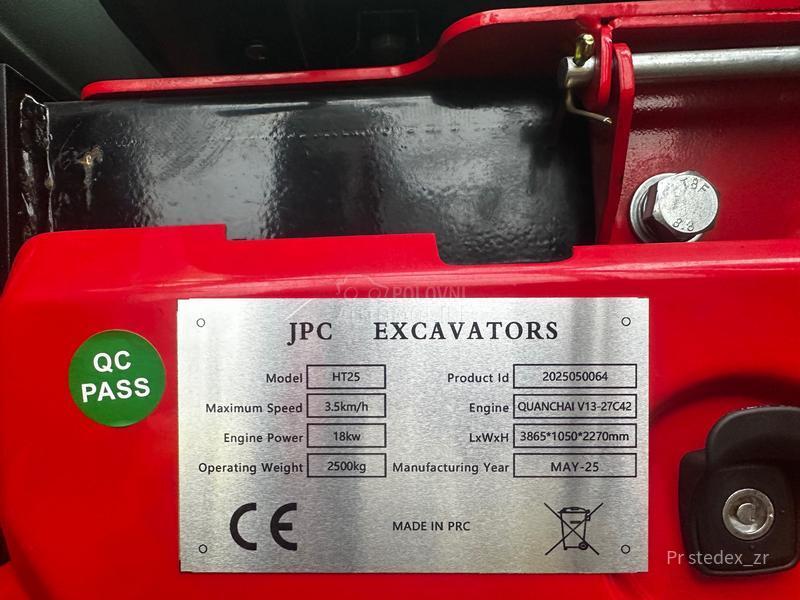 TBF
8.8
POLOVNI
JPC EXCAVATORS
QC
PASS
Model HT25 Product Id 2025050064
Maximum Speed 3.5km/h Engine QUANCHAI V13-27C42
Engine Power 18kw LxWxH 3865*1050*2270mm
Operating Weight 2500kg Manufacturing Year MAY-25
CE MADE IN PRC
Pr stedex_zr